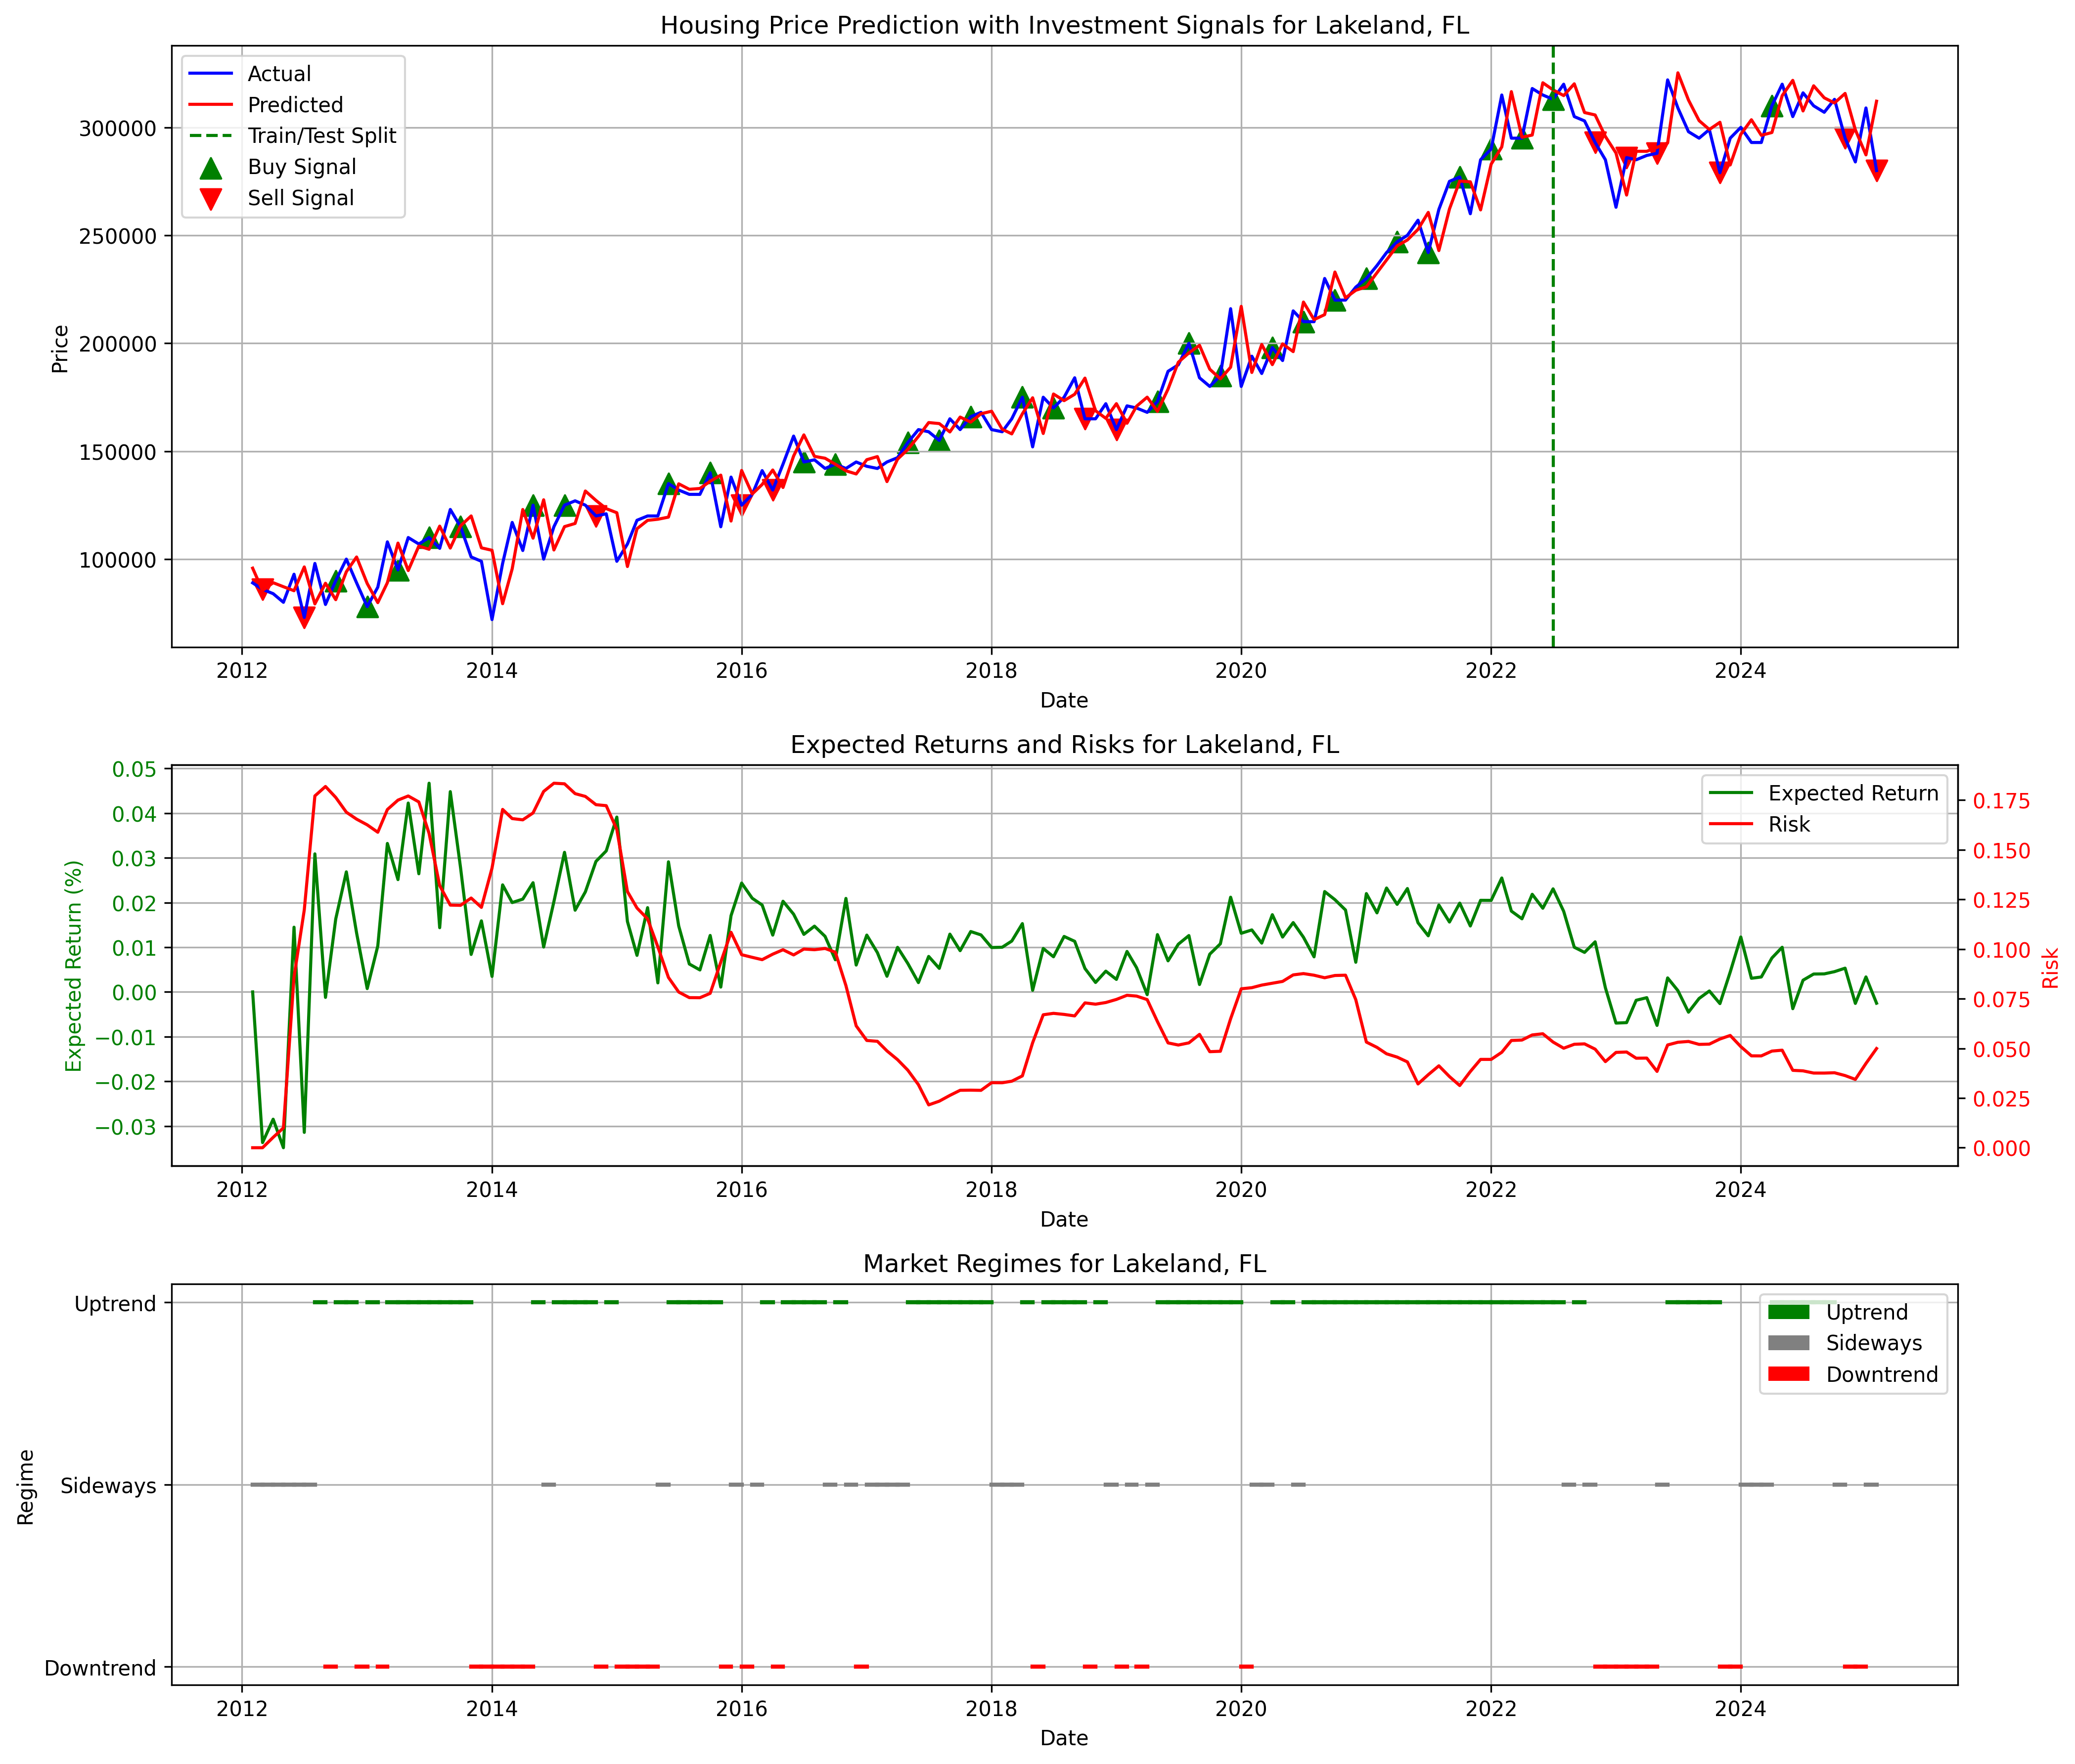 Housing Price Prediction with Investment Signals for Lakeland, FL
Actual
Predicted
Train/Test Split
Buy Signal
Sell Signal
300000
250000
200000
150000
100000
Price
2012 2014 2016 2018 2020 2022 2024
Date
Expected Returns and Risks for Lakeland, FL
Expected Return
Risk
0.05
0.04
0.03
0.02
0.01
0.00
−0.01
−0.02
−0.03
Expected Return (%)
0.175
0.150
0.125
0.100
0.075
0.050
0.025
0.000
Risk
2012 2014 2016 2018 2020 2022 2024
Date
Market Regimes for Lakeland, FL
Uptrend
Sideways
Downtrend
Uptrend
Sideways
Downtrend
Regime
2012 2014 2016 2018 2020 2022 2024
Date